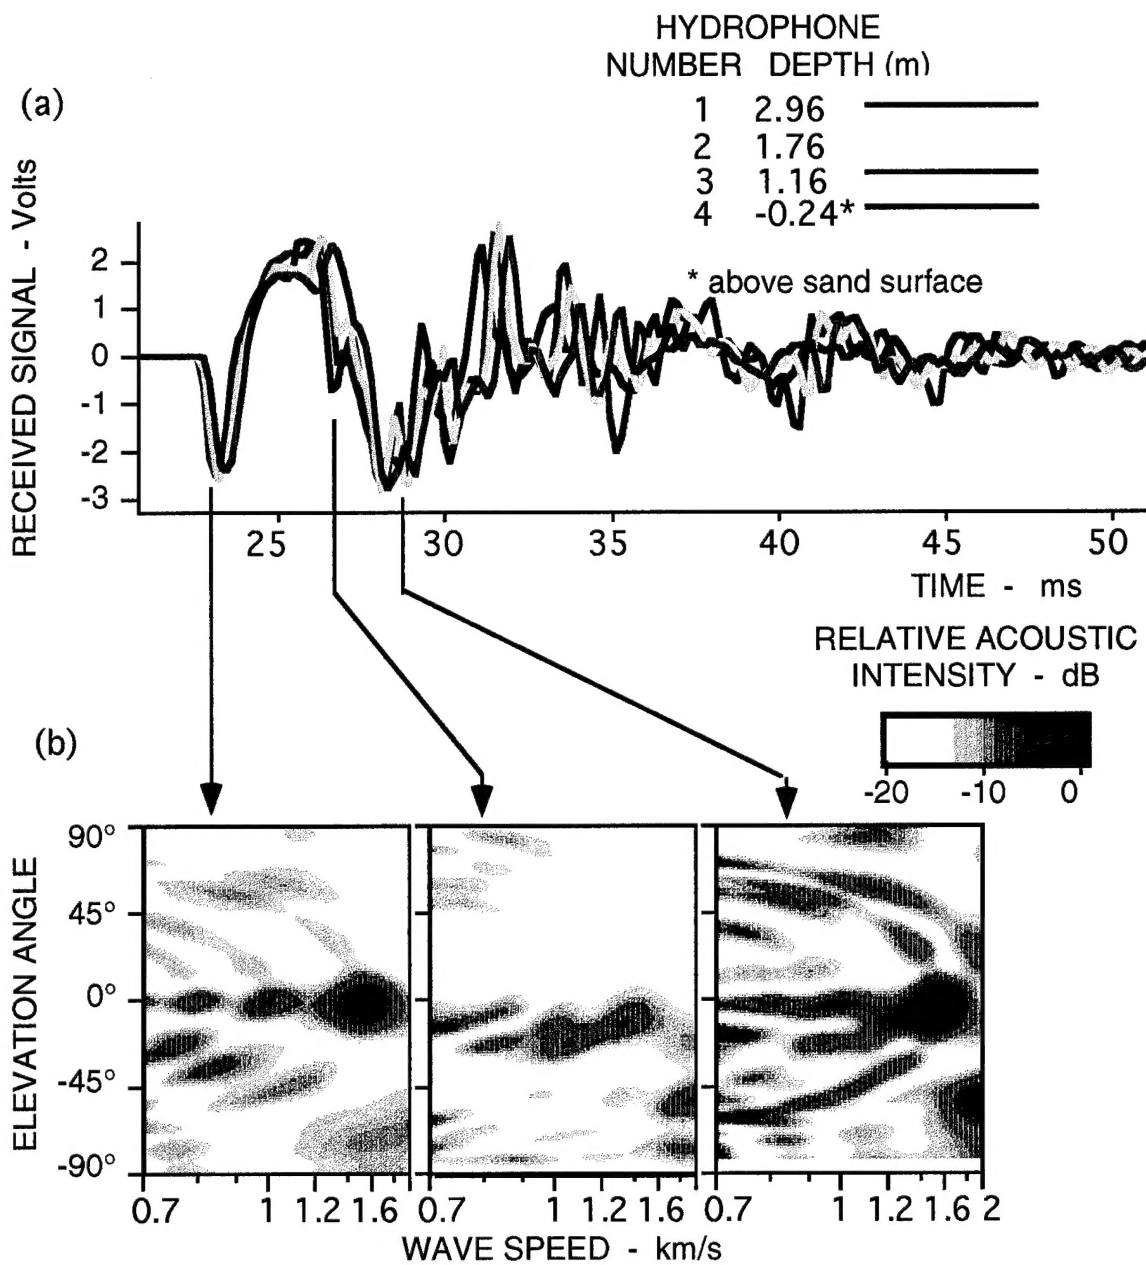 HYDROPHONE
NUMBER DEPTH (m)
(a)
1 2.96
2 1.76
3 1.16
4 -0.24*
* above sand surface
RECEIVED SIGNAL - Volts
2
1
0
-1
-2
-3
25 30 35 40 45 50
TIME - ms
RELATIVE ACOUSTIC
INTENSITY - dB
-20 -10 0
(b)
ELEVATION ANGLE
90°
45°
0°
-45°
-90°
0.7 1 1.2 1.6 0.7 1 1.2 1.6 0.7 1 1.2 1.6 2
WAVE SPEED - km/s